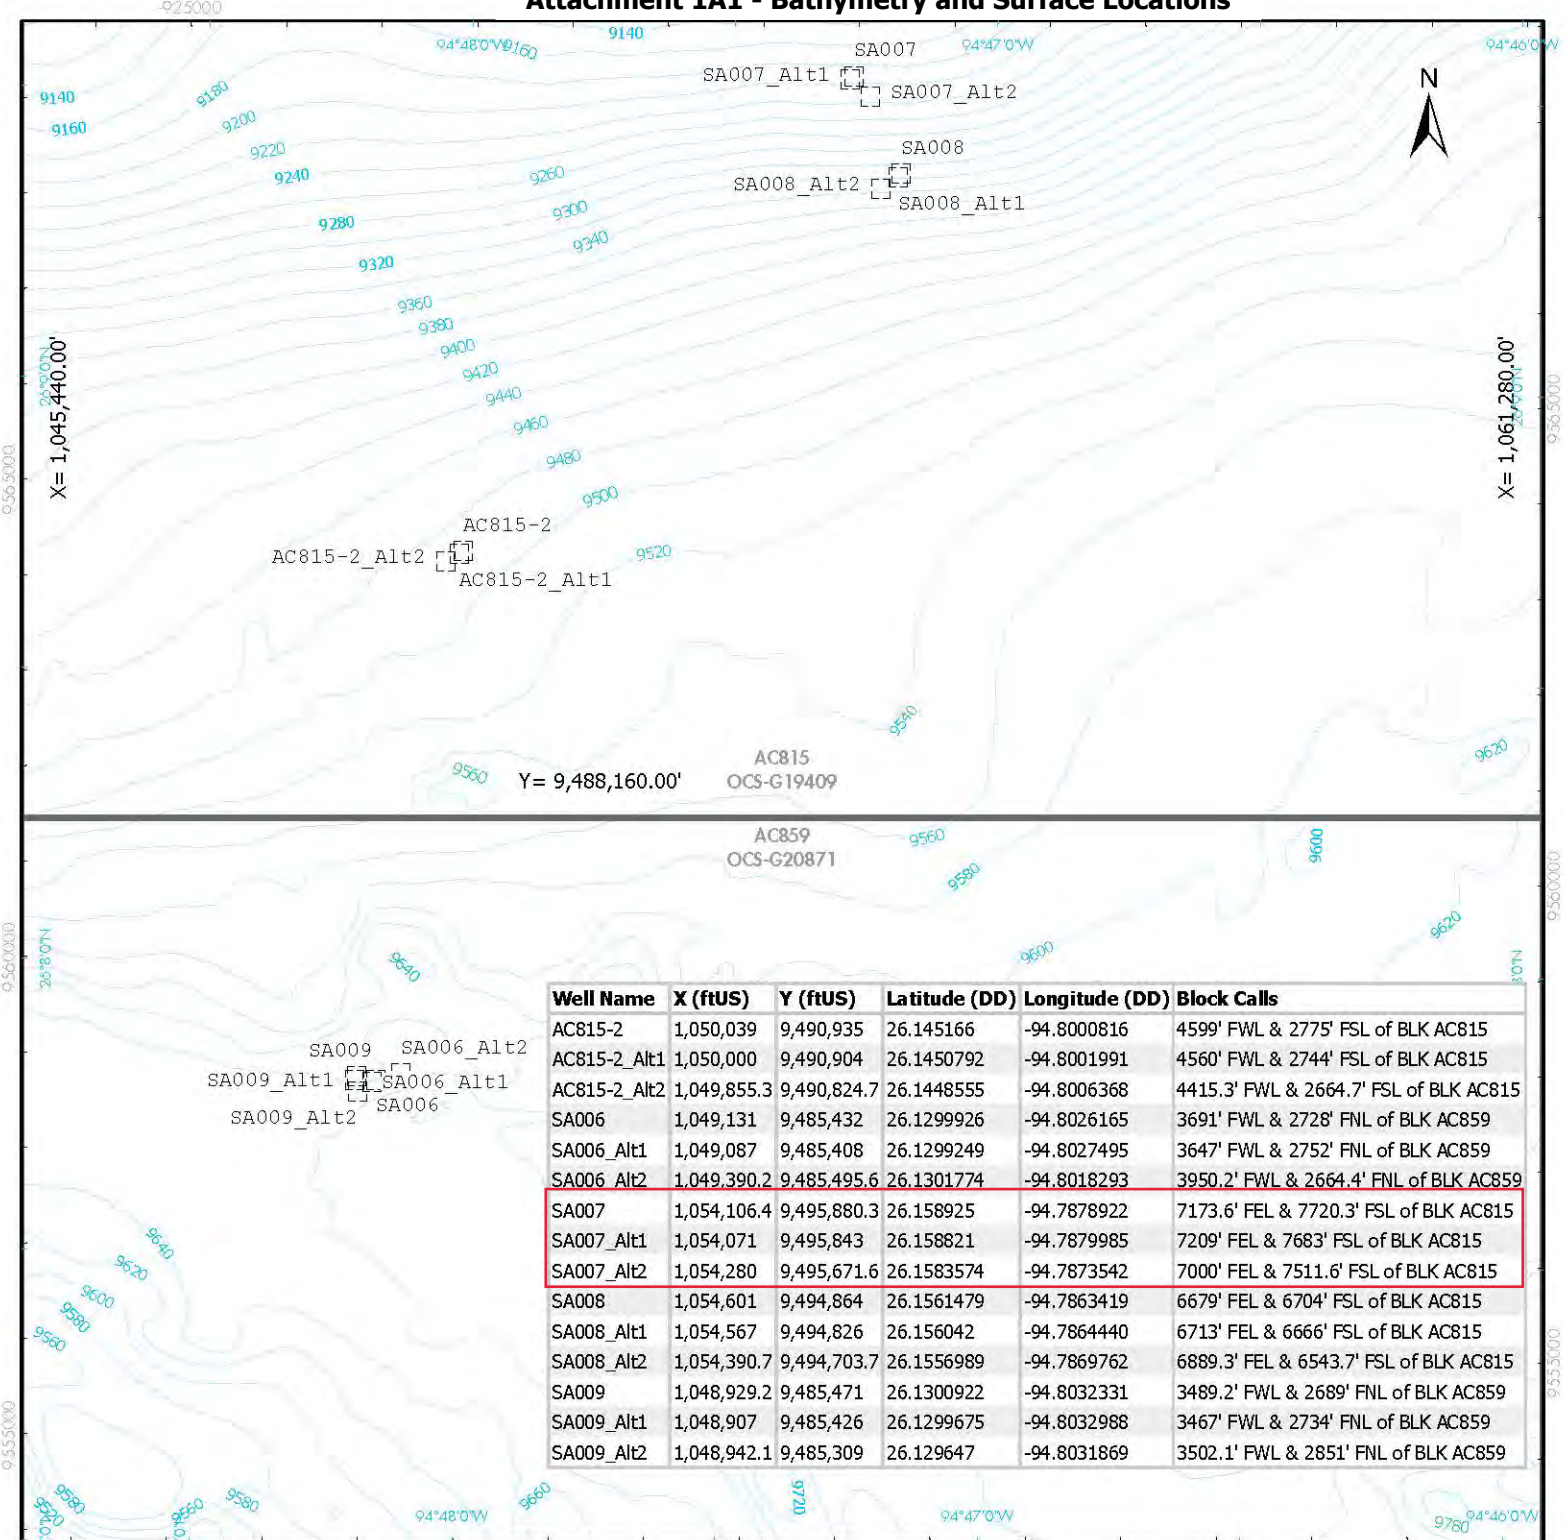 Attachment 1A1 - Bathymetry and Surface Locations
-925000
94°48'0"W
9160
9140
94°47'0"W
94°46'0"W
SA007
SA007_Alt1
SA007_Alt2
N
9140
9180
9160
9200
9220
9240
9260
SA008
SA008_Alt2
SA008_Alt1
9280
9300
9320
9340
9360
9380
9400
9420
9440
9460
9480
9500
9520
26°9'0"N
X= 1,045,440.00'
26°9'0"N
X= 1,061,280.00'
9565000
9565000
AC815-2
AC815-2_Alt2
AC815-2_Alt1
9540
9560
9620
Y= 9,488,160.00'
AC815
OCS-G19409
AC859
OCS-G20871
9560
9580
9600
9620
9600
9640
9560000
9560000
26°8'0"N
8'0"N
SA009
SA006_Alt2
SA009_Alt1
SA006_Alt1
SA009_Alt2
SA006
Well Name X (ftUS) Y (ftUS) Latitude (DD) Longitude (DD) Block Calls
AC815-2 1,050,039 9,490,935 26.145166 -94.8000816 4599' FWL & 2775' FSL of BLK AC815
AC815-2_Alt1 1,050,000 9,490,904 26.1450792 -94.8001991 4560' FWL & 2744' FSL of BLK AC815
AC815-2_Alt2 1,049,855.3 9,490,824.7 26.1448555 -94.8006368 4415.3' FWL & 2664.7' FSL of BLK AC815
SA006 1,049,131 9,485,432 26.1299926 -94.8026165 3691' FWL & 2728' FNL of BLK AC859
SA006_Alt1 1,049,087 9,485,408 26.1299249 -94.8027495 3647' FWL & 2752' FNL of BLK AC859
SA006_Alt2 1,049,390.2 9,485,495.6 26.1301774 -94.8018293 3950.2' FWL & 2664.4' FNL of BLK AC859
SA007 1,054,106.4 9,495,880.3 26.158925 -94.7878922 7173.6' FEL & 7720.3' FSL of BLK AC815
SA007_Alt1 1,054,071 9,495,843 26.158821 -94.7879985 7209' FEL & 7683' FSL of BLK AC815
SA007_Alt2 1,054,280 9,495,671.6 26.1583574 -94.7873542 7000' FEL & 7511.6' FSL of BLK AC815
SA008 1,054,601 9,494,864 26.1561479 -94.7863419 6679' FEL & 6704' FSL of BLK AC815
SA008_Alt1 1,054,567 9,494,826 26.156042 -94.7864440 6713' FEL & 6666' FSL of BLK AC815
SA008_Alt2 1,054,390.7 9,494,703.7 26.1556989 -94.7869762 6889.3' FEL & 6543.7' FSL of BLK AC815
SA009 1,048,929.2 9,485,471 26.1300922 -94.8032331 3489.2' FWL & 2689' FNL of BLK AC859
SA009_Alt1 1,048,907 9,485,426 26.1299675 -94.8032988 3467' FWL & 2734' FNL of BLK AC859
SA009_Alt2 1,048,942.1 9,485,309 26.129647 -94.8031869 3502.1' FWL & 2851' FNL of BLK AC859
9640
9620
9600
9580
9560
9555000
9555000
9580
9520
9560
9580
94°48'0"W
9660
9720
94°47'0"W
9780
94°46'0"W